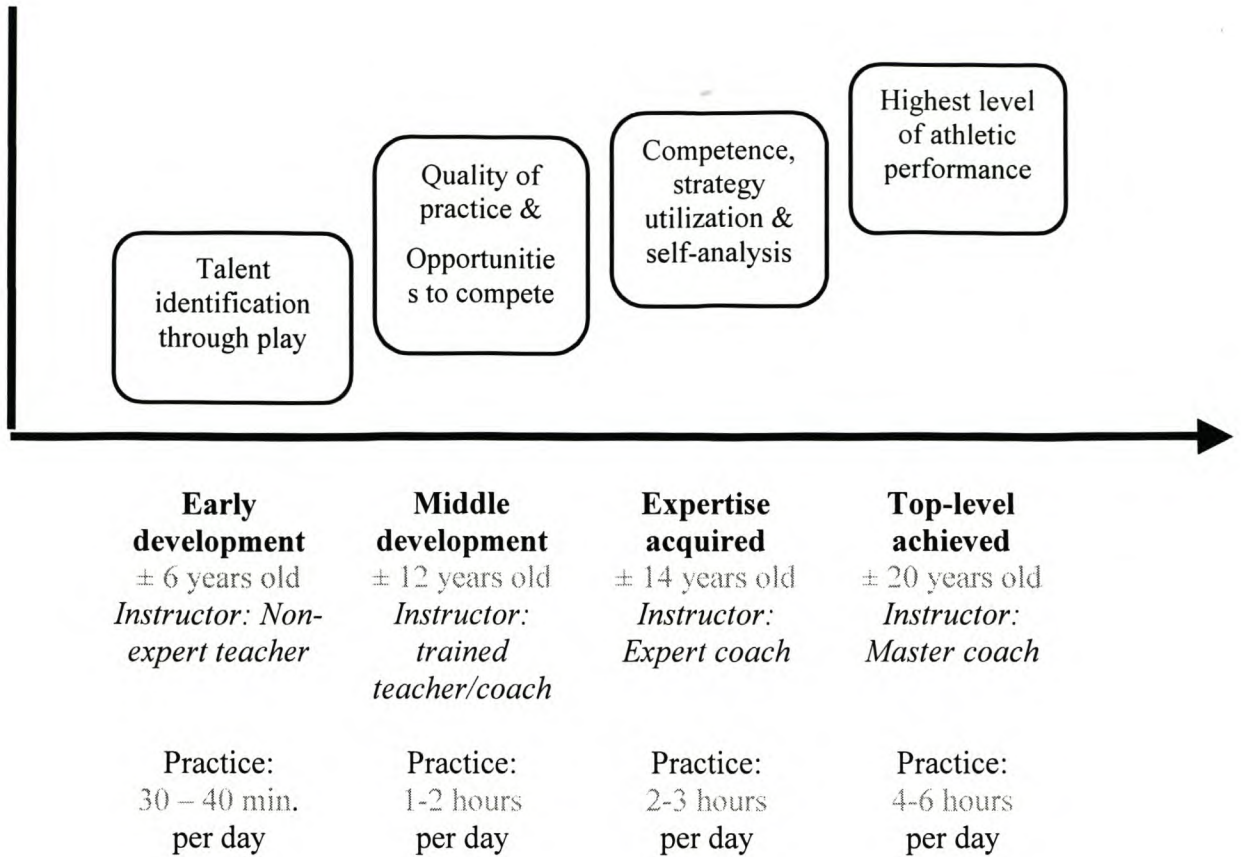 Talent
identification
through play
Quality of
practice &
Opportunitie
s to compete
Competence,
strategy
utilization &
self-analysis
Highest level
of athletic
performance
Early
development
± 6 years old
Instructor: Non-
expert teacher
Practice:
30 – 40 min.
per day
Middle
development
± 12 years old
Instructor:
trained
teacher/coach
Practice:
1-2 hours
per day
Expertise
acquired
± 14 years old
Instructor:
Expert coach
Practice:
2-3 hours
per day
Top-level
achieved
± 20 years old
Instructor:
Master coach
Practice:
4-6 hours
per day